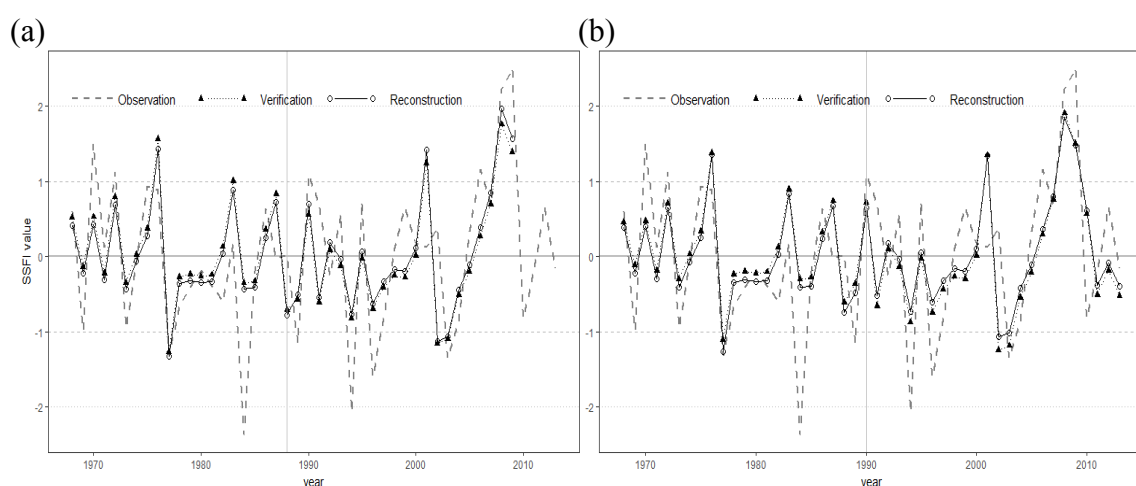 (a)
Observation Verification Reconstruction
2
1
0
-1
-2
SSFI value
1970 1980 1990 2000 2010
year
(b)
Observation Verification Reconstruction
2
1
0
-1
-2
1970 1980 1990 2000 2010
year